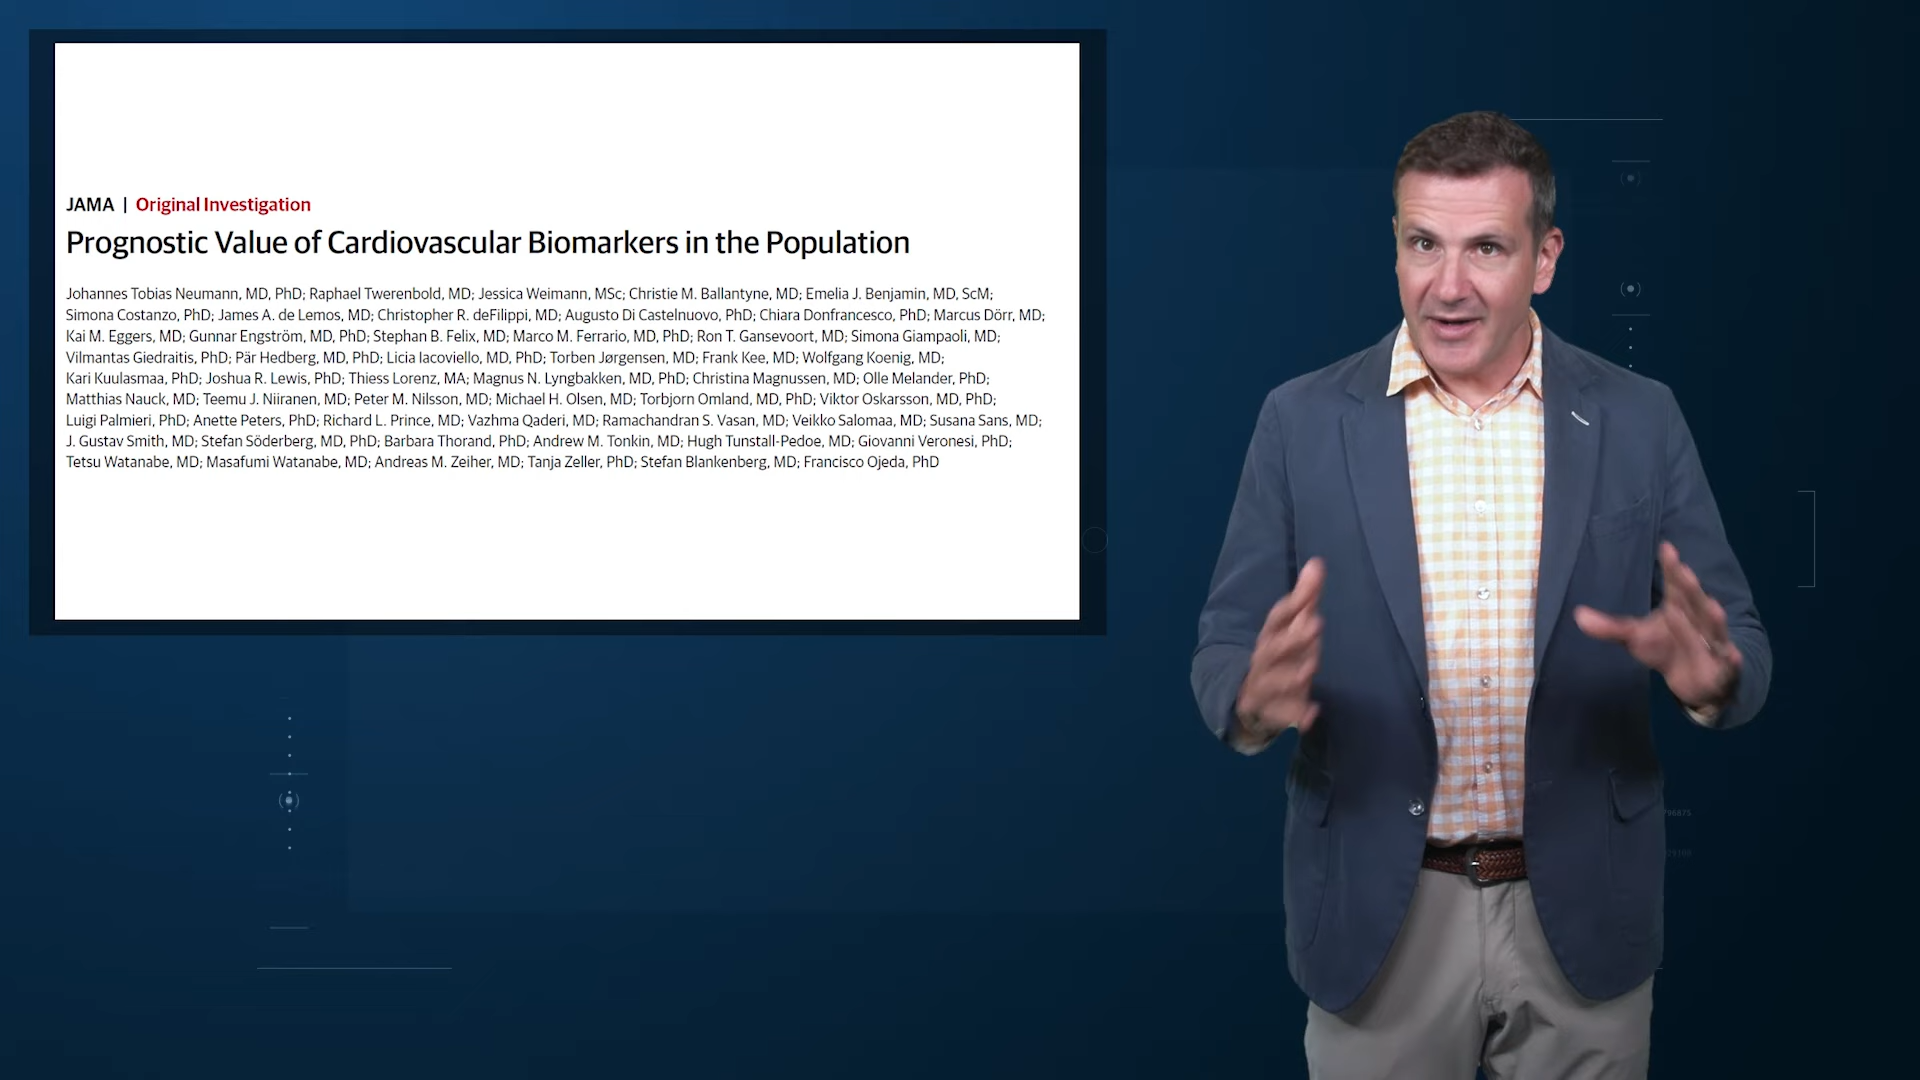 JAMA | Original Investigation
Prognostic Value of Cardiovascular Biomarkers in the Population
Johannes Tobias Neumann, MD, PhD; Raphael Twerenbold, MD; Jessica Weimann, MSc; Christie M. Ballantyne, MD; Emelia J. Benjamin, MD, ScM;
Simona Costanzo, PhD; James A. de Lemos, MD; Christopher R. deFilippi, MD; Augusto Di Castelnuovo, PhD; Chiara Donfrancesco, PhD; Marcus Dörr, MD;
Kai M. Eggers, MD; Gunnar Engström, MD, PhD; Stephan B. Felix, MD; Marco M. Ferrario, MD, PhD; Ron T. Gansevoort, MD; Simona Giampaoli, MD;
Vilmantas Giedraitis, PhD; Pär Hedberg, MD, PhD; Licia Iacoviello, MD, PhD; Torben Jørgensen, MD; Frank Kee, MD; Wolfgang Koenig, MD;
Kari Kuulasmaa, PhD; Joshua R. Lewis, PhD; Thiess Lorenz, MA; Magnus N. Lyngbakken, MD, PhD; Christina Magnussen, MD; Olle Melander, PhD;
Matthias Nauck, MD; Teemu J. Niiranen, MD; Peter M. Nilsson, MD; Michael H. Olsen, MD; Torbjorn Omland, MD, PhD; Viktor Oskarsson, MD, PhD;
Luigi Palmieri, PhD; Anette Peters, PhD; Richard L. Prince, MD; Vazhma Qaderi, MD; Ramachandran S. Vasan, MD; Veikko Salomaa, MD; Susana Sans, MD;
J. Gustav Smith, MD; Stefan Söderberg, MD, PhD; Barbara Thorand, PhD; Andrew M. Tonkin, MD; Hugh Tunstall-Pedoe, MD; Giovanni Veronesi, PhD;
Tetsu Watanabe, MD; Masafumi Watanabe, MD; Andreas M. Zeiher, MD; Tanja Zeller, PhD; Stefan Blankenberg, MD; Francisco Ojeda, PhD